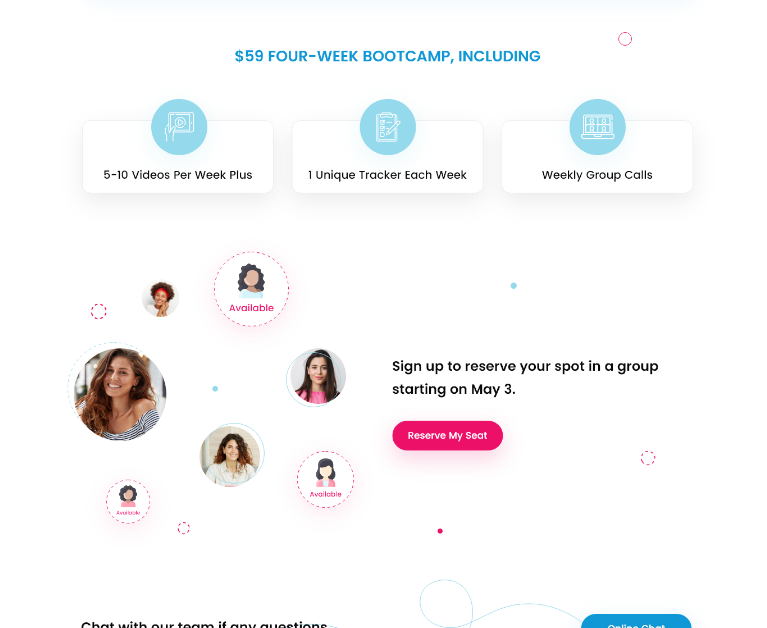 $59 FOUR-WEEK BOOTCAMP, INCLUDING
5-10 Videos Per Week Plus
1 Unique Tracker Each Week
Weekly Group Calls
Available
Sign up to reserve your spot in a group
starting on May 3.
Reserve My Seat
Available
Available
Chat with our team if any questions
Online Chat